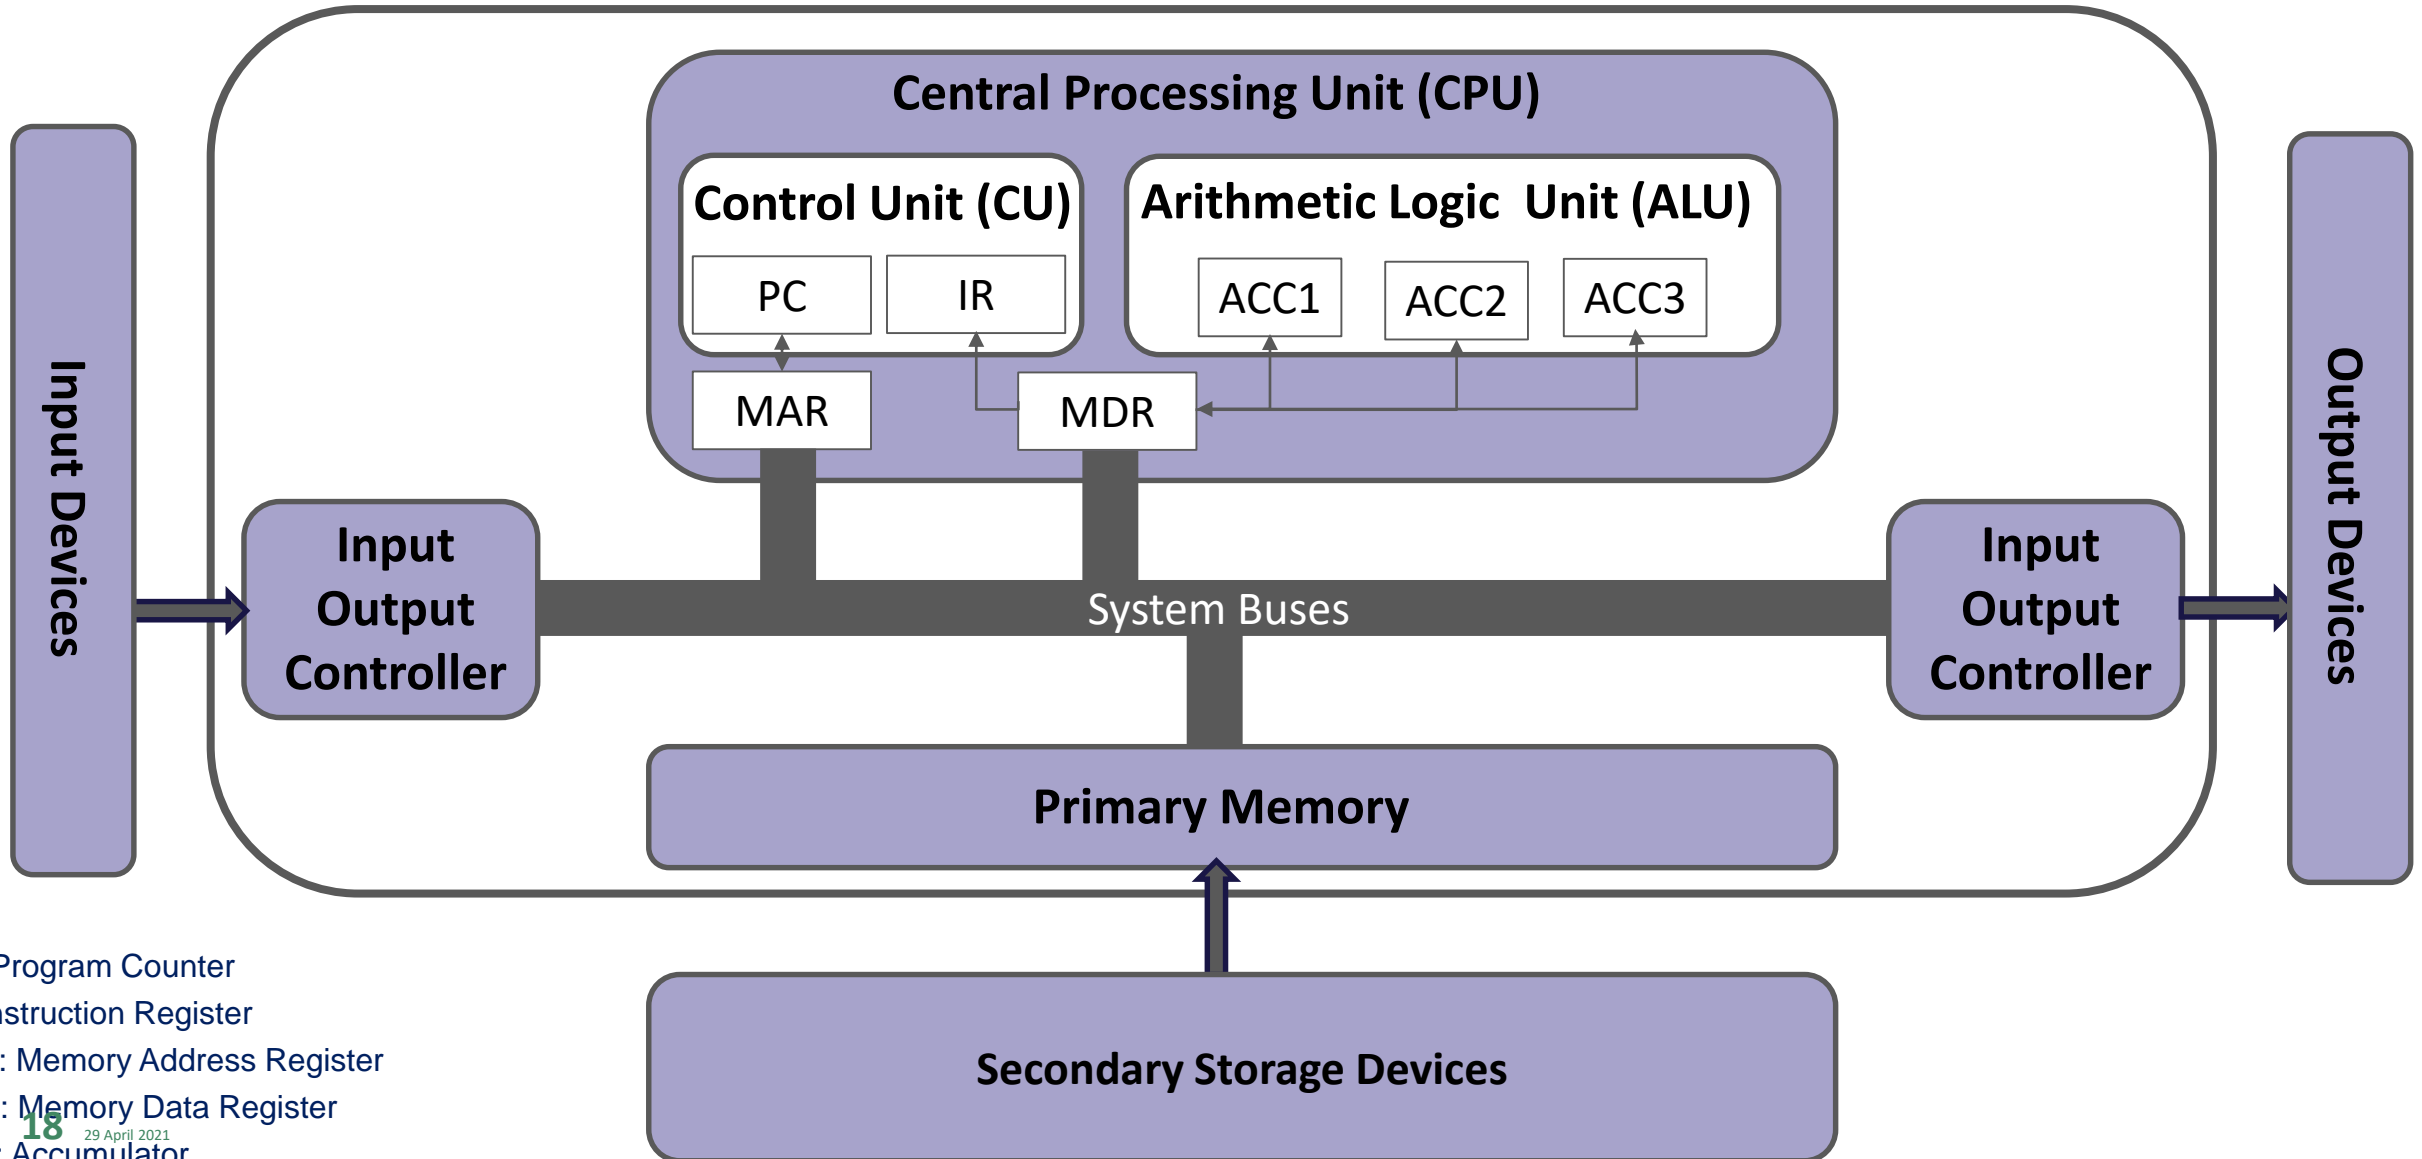 Central Processing Unit (CPU)
Control Unit (CU)
Arithmetic Logic Unit (ALU)
PC
IR
ACC1
ACC2
ACC3
MAR
MDR
Input Devices
Input
Output
Controller
System Buses
Input
Output
Controller
Output Devices
Primary Memory
Secondary Storage Devices
Program Counter
nstruction Register
: Memory Address Register
: Memory Data Register
18 29 April 2021
: Accumulator